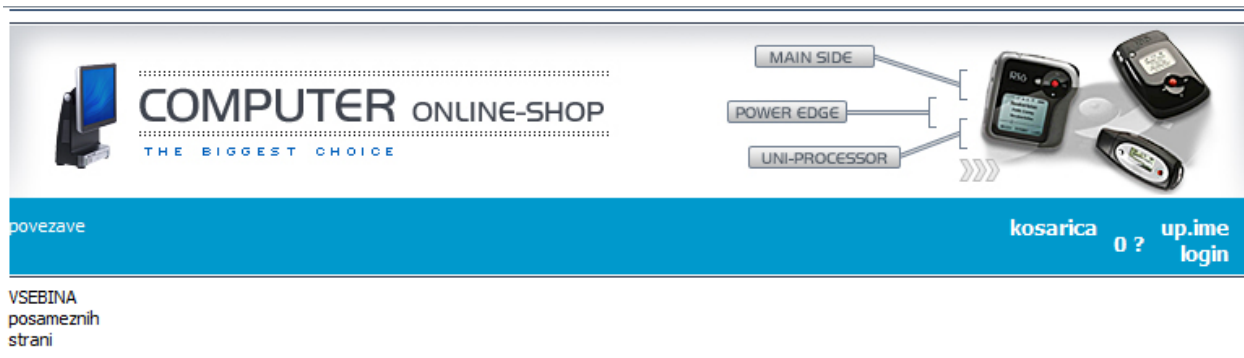 COMPUTER ONLINE-SHOP
THE BIGGEST CHOICE
MAIN SIDE
POWER EDGE
UNI-PROCESSOR
Rio
povezave
kosarica
0 ?
up.ime
login
VSEBINA
posameznih
strani